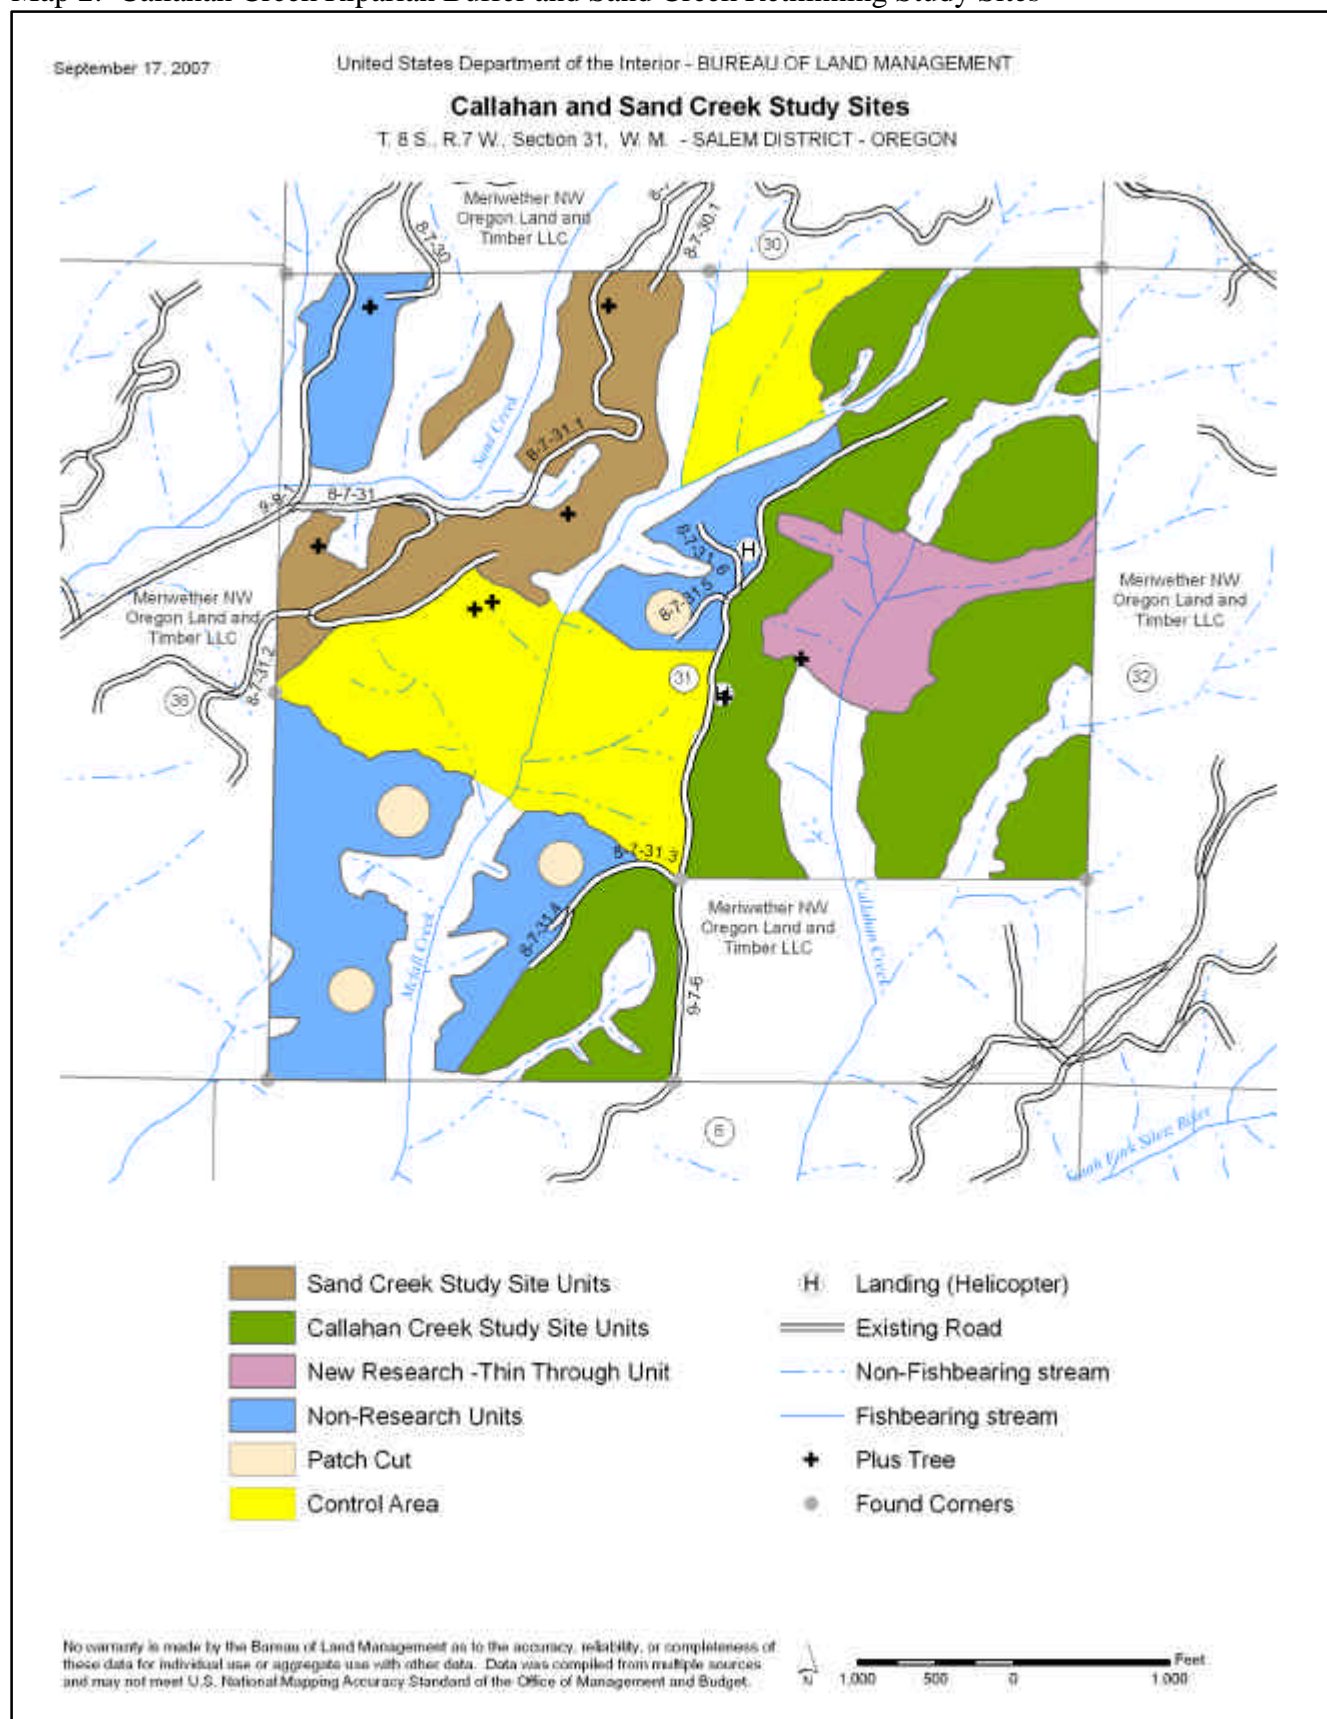 Map 2: Callahan Creek Riparian Buffer and Sand Creek Rethinning Study Sites
September 17, 2007
United States Department of the Interior - BUREAU OF LAND MANAGEMENT
Callahan and Sand Creek Study Sites
T. 8 S., R.7 W., Section 31, W. M. - SALEM DISTRICT - OREGON
Meriwether NW
Oregon Land and
Timber LLC
8-7-30
8-7-30.1
30
Sand Creek
8-7-31.1
8-7-31
9-8-1
H
8-7-31.6
8-7-31.5
Meriwether NW
Oregon Land and
Timber LLC
Meriwether NW
Oregon Land and
Timber LLC
8-7-31.2
36
31
H
32
8-7-31.3
8-7-31.4
Mcfall Creek
Meriwether NW
Oregon Land and
Timber LLC
Callahan Creek
9-7-6
6
South Fork Siletz River
Sand Creek Study Site Units
Callahan Creek Study Site Units
New Research -Thin Through Unit
Non-Research Units
Patch Cut
Control Area
H Landing (Helicopter)
Existing Road
Non-Fishbearing stream
Fishbearing stream
Plus Tree
Found Corners
No warranty is made by the Bureau of Land Management as to the accuracy, reliability, or completeness of
these data for individual use or aggregate use with other data. Data was compiled from multiple sources
and may not meet U.S. National Mapping Accuracy Standard of the Office of Management and Budget.
Feet
1,000 500 0 1,000